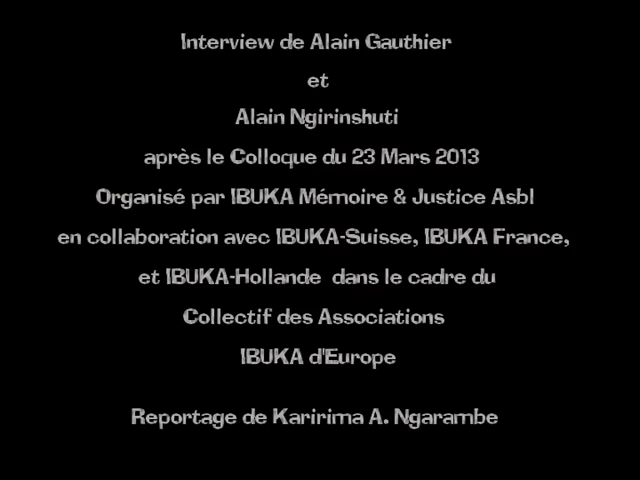 Interview de Alain Gauthier
et
Alain Ngirinshuti
après le Colloque du 23 Mars 2013
Organisé par IBUKA Mémoire & Justice Asbl
en collaboration avec IBUKA-Suisse, IBUKA France,
et IBUKA-Hollande dans le cadre du
Collectif des Associations
IBUKA d'Europe
Reportage de Karirima A. Ngarambe